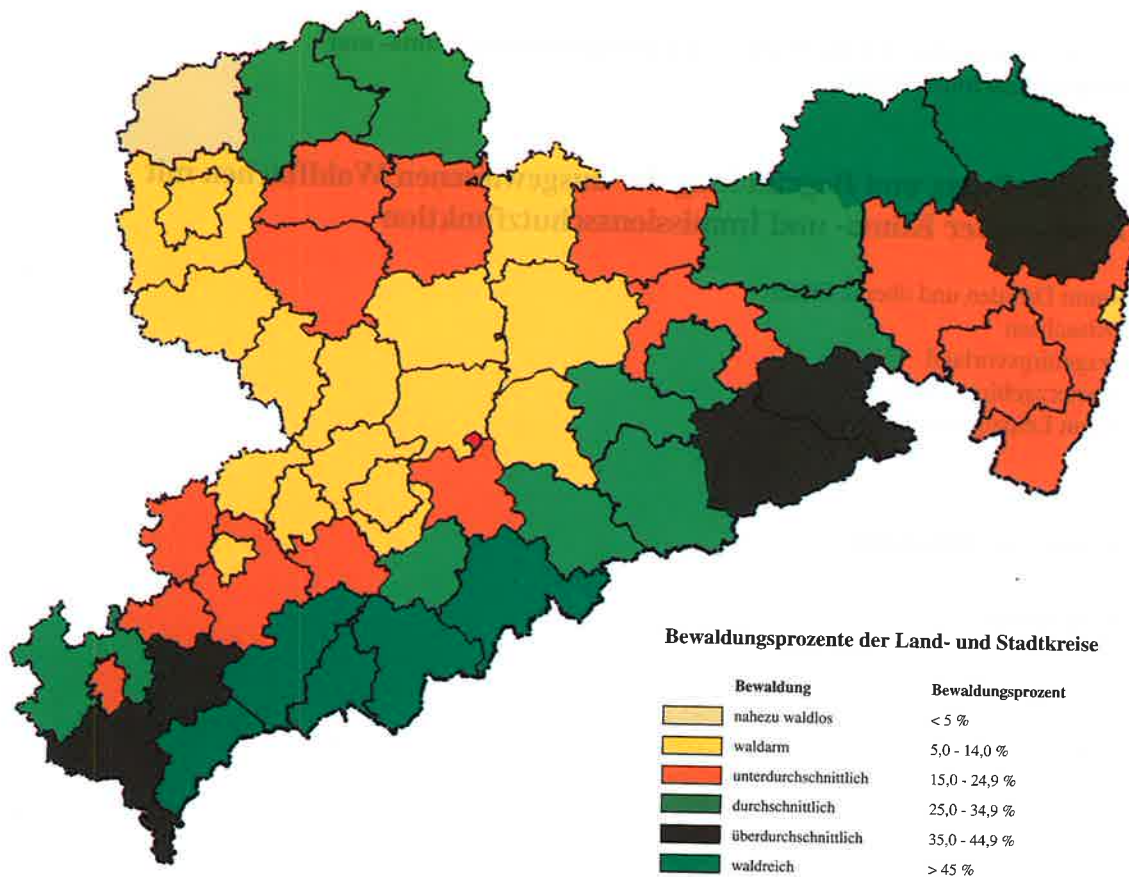 Bewaldungsprozente der Land- und Stadtkreise
Bewaldung Bewaldungsprozent
nahezu waldlos < 5 %
waldarm 5,0 - 14,0 %
unterdurchschnittlich 15,0 - 24,9 %
durchschnittlich 25,0 - 34,9 %
überdurchschnittlich 35,0 - 44,9 %
waldreich > 45 %